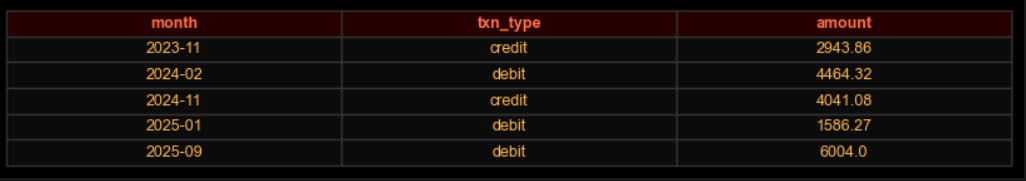 month txn_type amount
2023-11 credit 2943.86
2024-02 debit 4464.32
2024-11 credit 4041.08
2025-01 debit 1586.27
2025-09 debit 6004.0